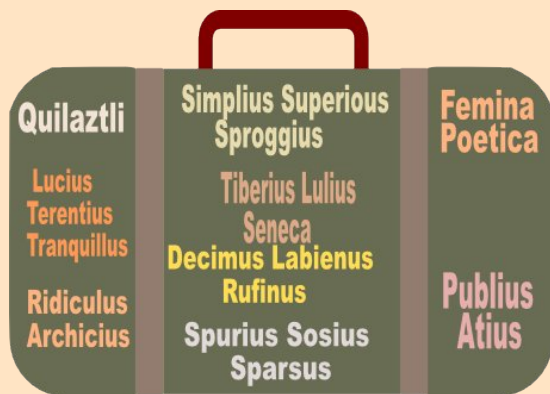 Quilaztli
Lucius
Terentius
Tranquillus
Ridiculus
Archicius
Simplius Superious
Sproggius
Tiberius Lulius
Seneca
Decimus Labienus
Rufinus
Spurius Sosius
Sparsus
Femina
Poetica
Publius
Atius